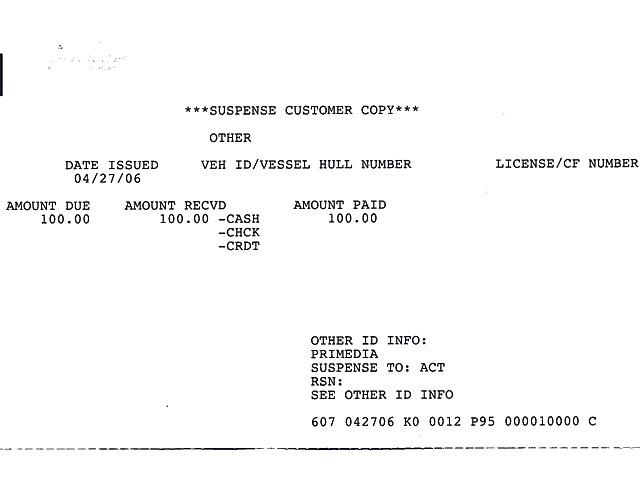 ***SUSPENSE CUSTOMER COPY***
OTHER
DATE ISSUED VEH ID/VESSEL HULL NUMBER LICENSE/CF NUMBER
04/27/06
AMOUNT DUE AMOUNT RECVD AMOUNT PAID
100.00 100.00 -CASH 100.00
-CHCK
-CRDT
OTHER ID INFO:
PRIMEDIA
SUSPENSE TO: ACT
RSN:
SEE OTHER ID INFO
607 042706 K0 0012 P95 000010000 C